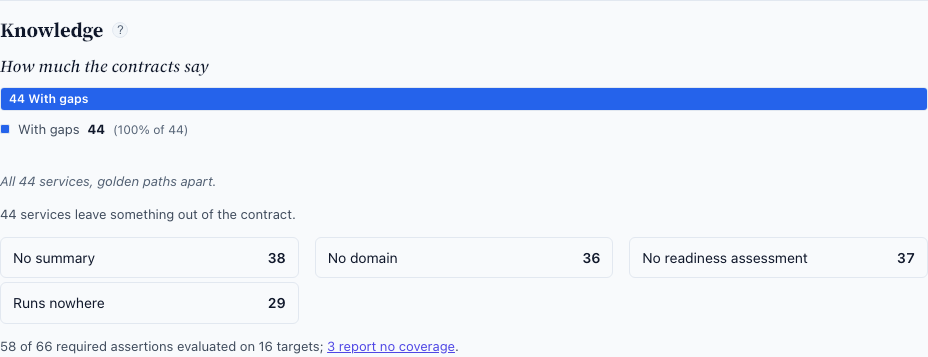 Knowledge ?
How much the contracts say
44 With gaps
With gaps 44 (100% of 44)
All 44 services, golden paths apart.
44 services leave something out of the contract.
No summary 38 No domain 36 No readiness assessment 37
Runs nowhere 29
58 of 66 required assertions evaluated on 16 targets; 3 report no coverage.